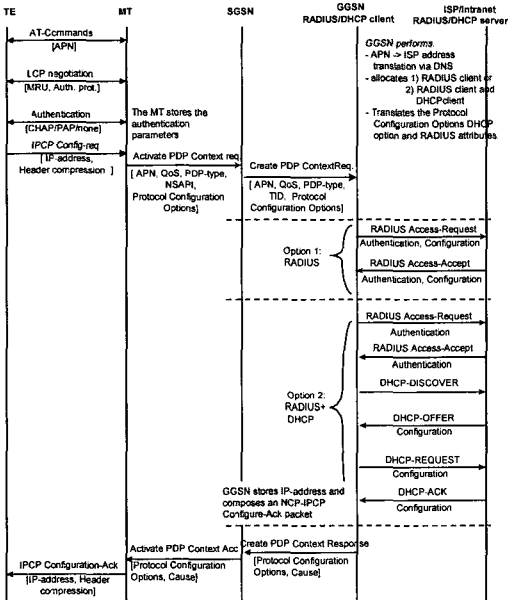 TE
MT
SGSN
GGSN
RADIUS/DHCP client
ISP/Intranet
RADIUS/DHCP server
AT-Commands
[APN]
GGSN performs.
- APN -> ISP address
translation via DNS
- allocates 1) RADIUS client or
2) RADIUS client and
DHCPclient
- Translates the Protocol
Configuration Options DHCP
option and RADIUS attributes.
LCP negotiation
[MRU, Auth. prot.]
Authentication
[CHAP/PAP/none]
The MT stores the
authentication
parameters
IPCP Config-req
[ IP-address,
Header compression ]
Activate PDP Context req.
[ APN, QoS, PDP-type,
NSAPI,
Protocol Configuration
Options]
Create PDP ContextReq.
[ APN, QoS, PDP-type,
TID, Protocol
Configuration Options]
Option 1:
RADIUS
RADIUS Access-Request
Authentication, Configuration
RADIUS Access-Accept
Authentication, Configuration
Option 2:
RADIUS+
DHCP
RADIUS Access-Request
Authentication
RADIUS Access-Accept
Authentication
DHCP-DISCOVER
DHCP-OFFER
Configuration
DHCP-REQUEST
Configuration
DHCP-ACK
Configuration
GGSN stores IP-address and
composes an NCP-IPCP
Configure-Ack packet
Create PDP Context Response
[Protocol Configuration
Options, Cause]
Activate PDP Context Acc
[Protocol Configuration
Options, Cause]
IPCP Configuration-Ack
[IP-address, Header
compression]